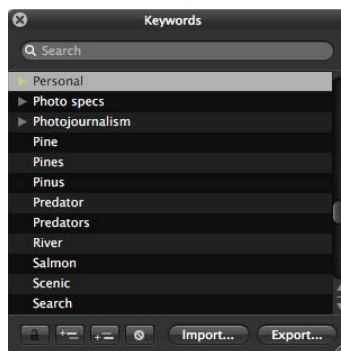 Keywords
Search
Personal
Photo specs
Photojournalism
Pine
Pines
Pinus
Predator
Predators
River
Salmon
Scenic
Search
Import... Export...